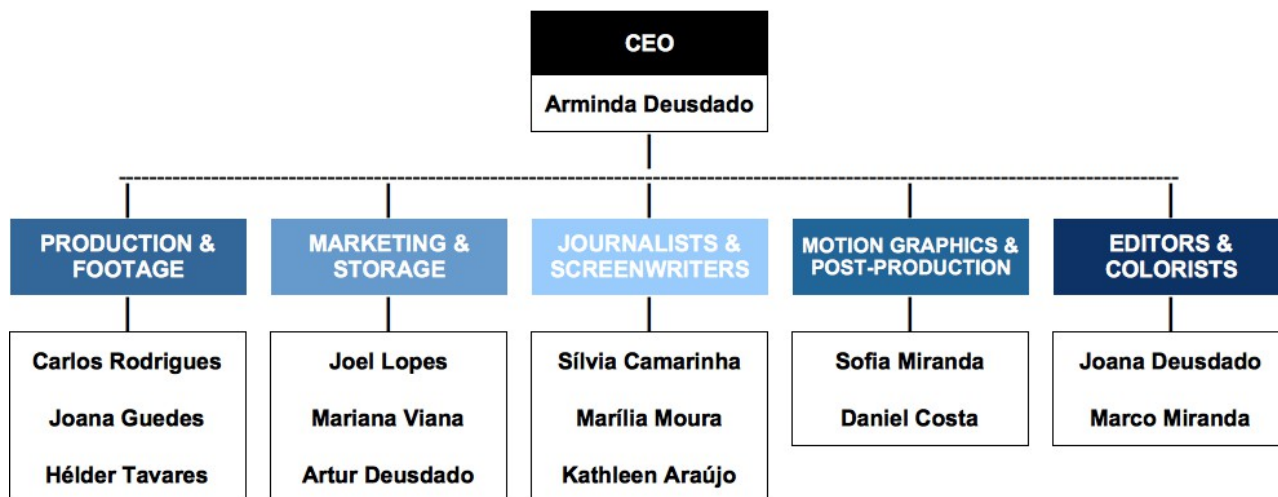 CEO
Arminda Deusdado
PRODUCTION &
FOOTAGE
Carlos Rodrigues
Joana Guedes
Hélder Tavares
MARKETING &
STORAGE
Joel Lopes
Mariana Viana
Artur Deusdado
JOURNALISTS &
SCREENWRITERS
Sílvia Camarinha
Marília Moura
Kathleen Araújo
MOTION GRAPHICS &
POST-PRODUCTION
Sofia Miranda
Daniel Costa
EDITORS &
COLORISTS
Joana Deusdado
Marco Miranda